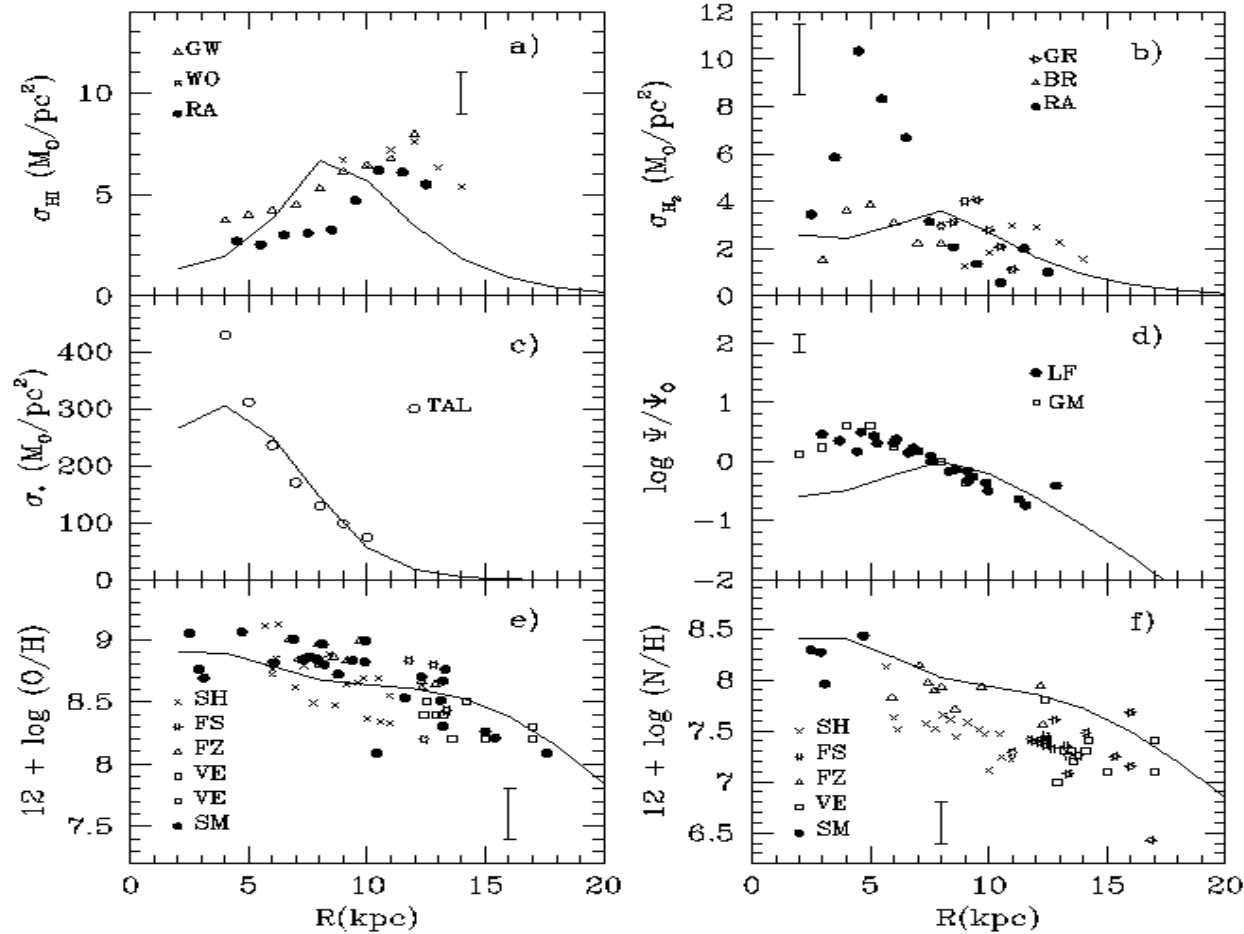 a)
GW
WO
RA
10
5
0
σHI (M0/pc2)
b)
GR
BR
RA
12
10
8
6
4
2
0
σH2 (M0/pc2)
c)
TAL
400
300
200
100
0
σ* (M0/pc2)
d)
LF
GM
2
1
0
-1
-2
log Ψ/Ψ0
e)
SH
FS
FZ
VE
VE
SM
9
8.5
8
7.5
12 + log (O/H)
0 5 10 15 20
R(kpc)
f)
SH
FS
FZ
VE
SM
8.5
8
7.5
7
6.5
12 + log (N/H)
0 5 10 15 20
R(kpc)